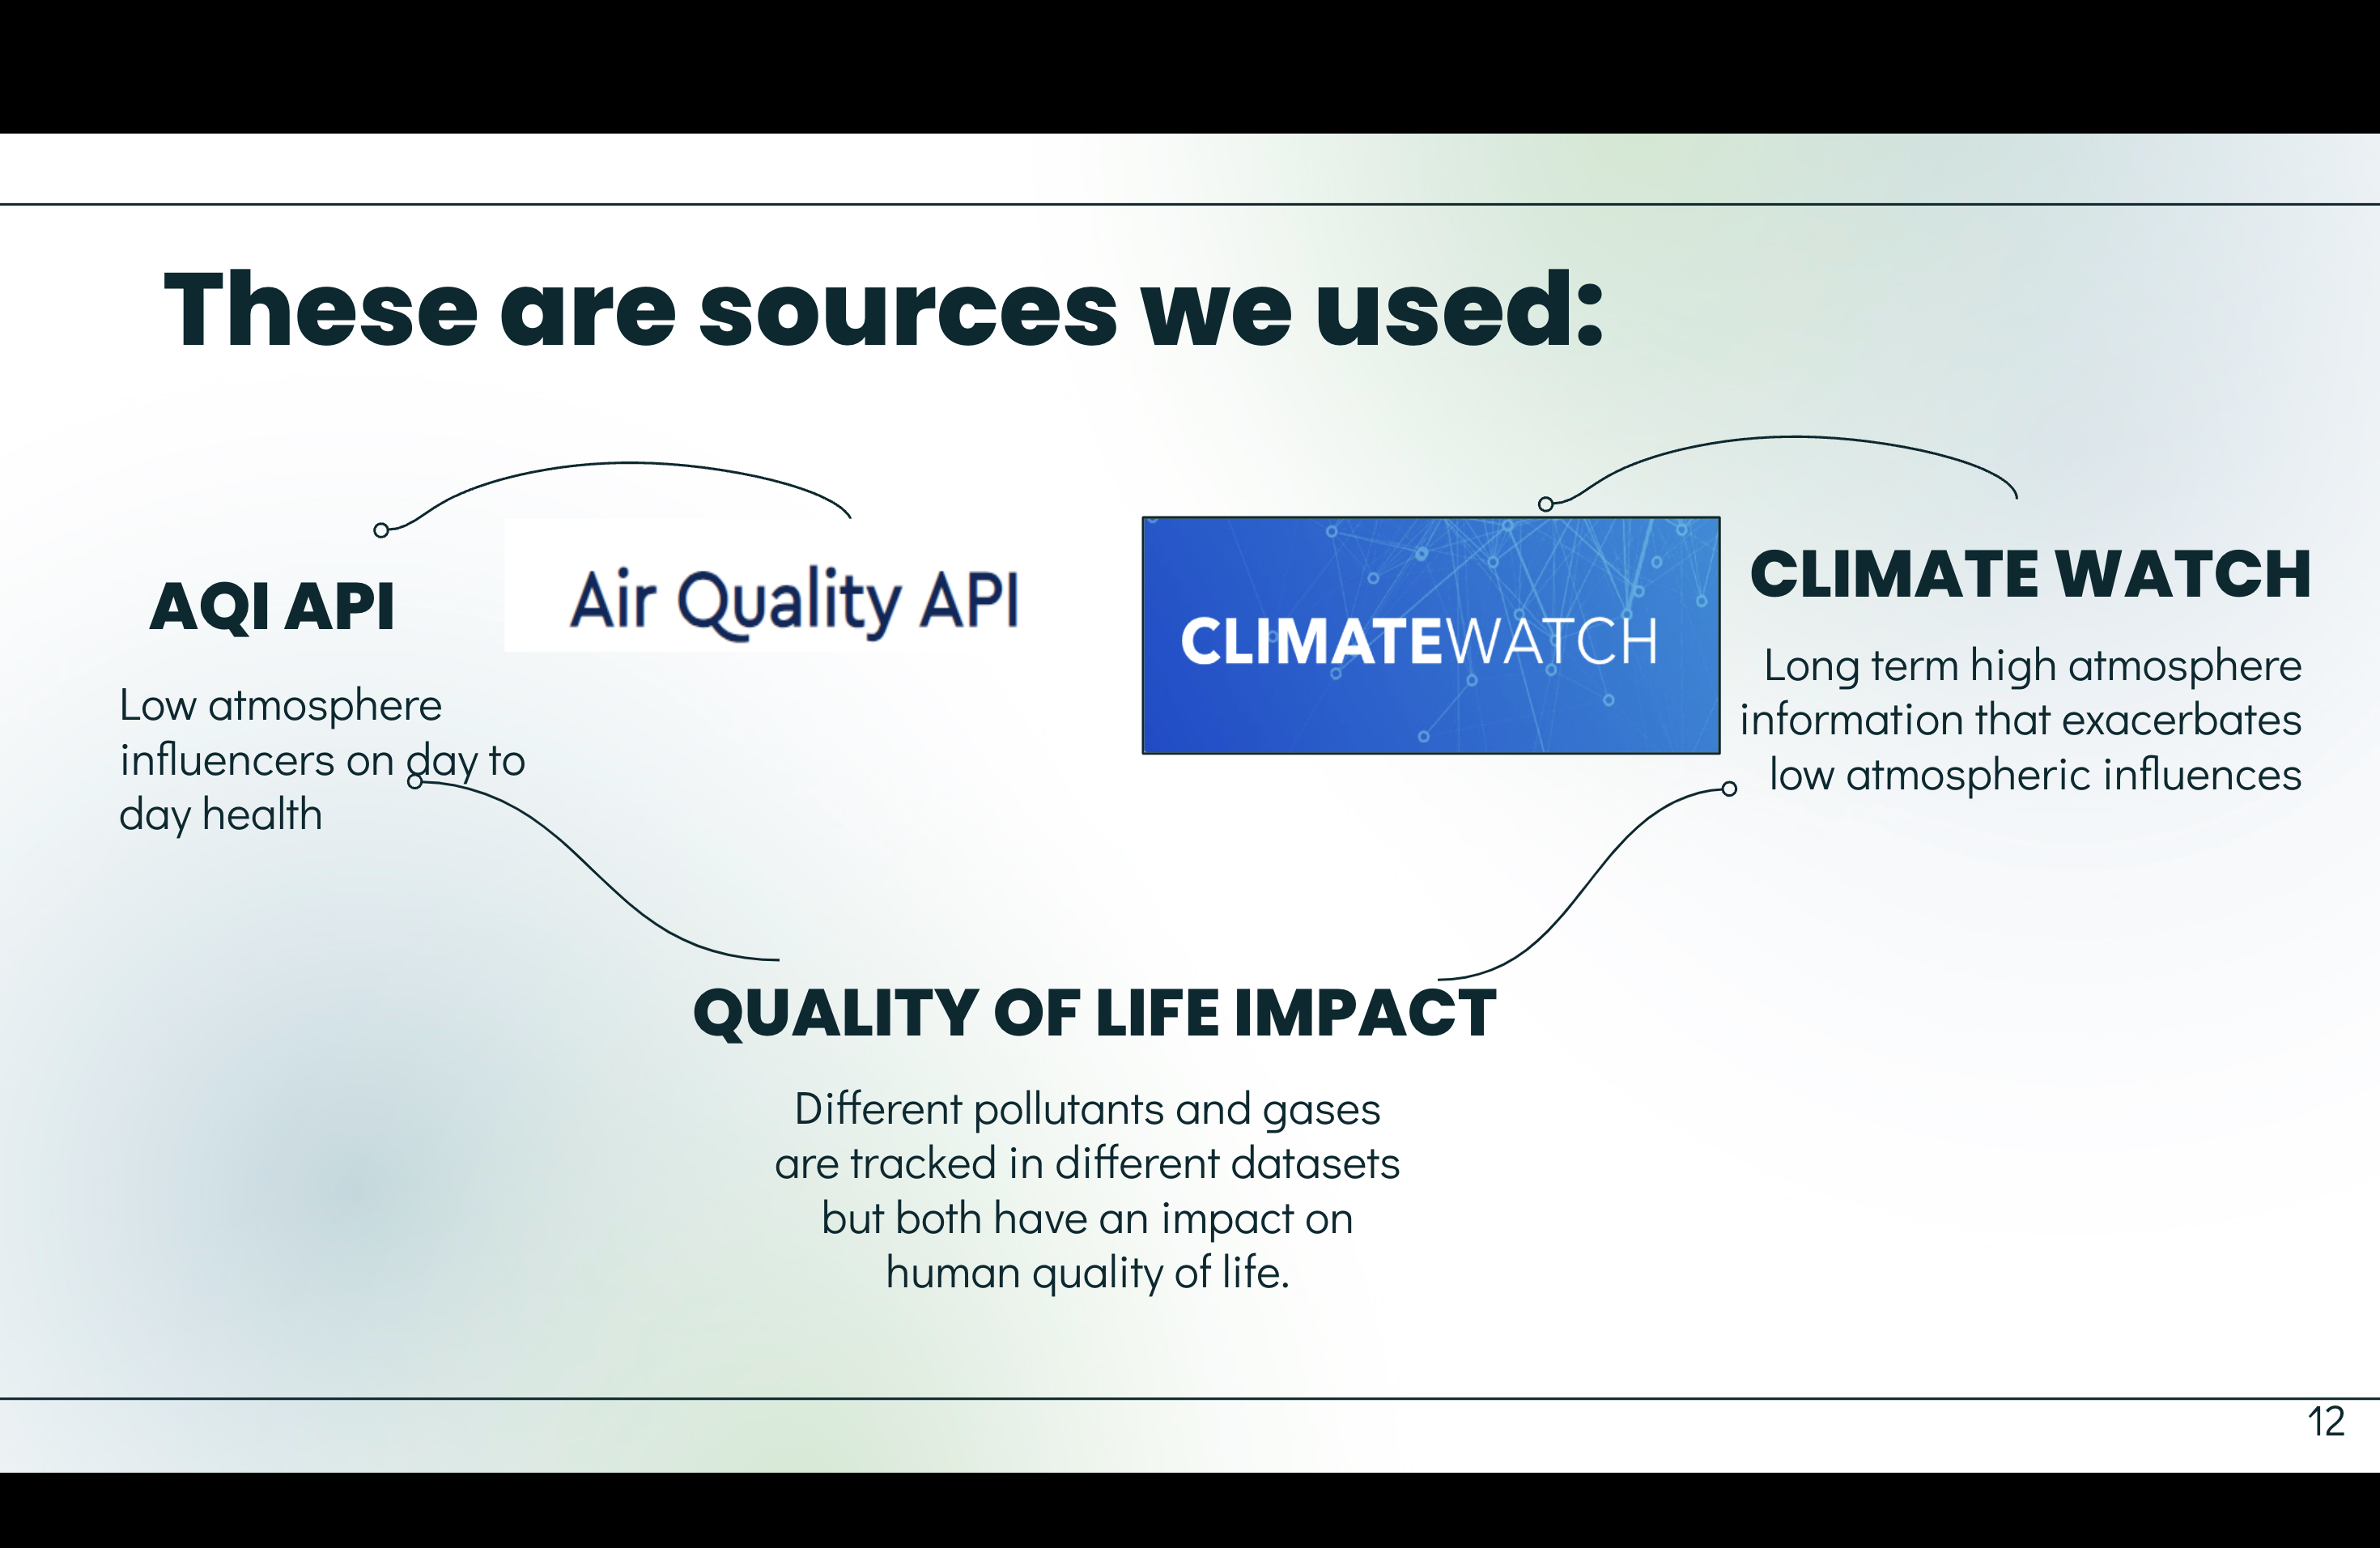 These are sources we used:
AQI API
Low atmosphere
influencers on day to
day health
Air Quality API
CLIMATEWATCH
CLIMATE WATCH
Long term high atmosphere
information that exacerbates
low atmospheric influences
QUALITY OF LIFE IMPACT
Different pollutants and gases
are tracked in different datasets
but both have an impact on
human quality of life.
12